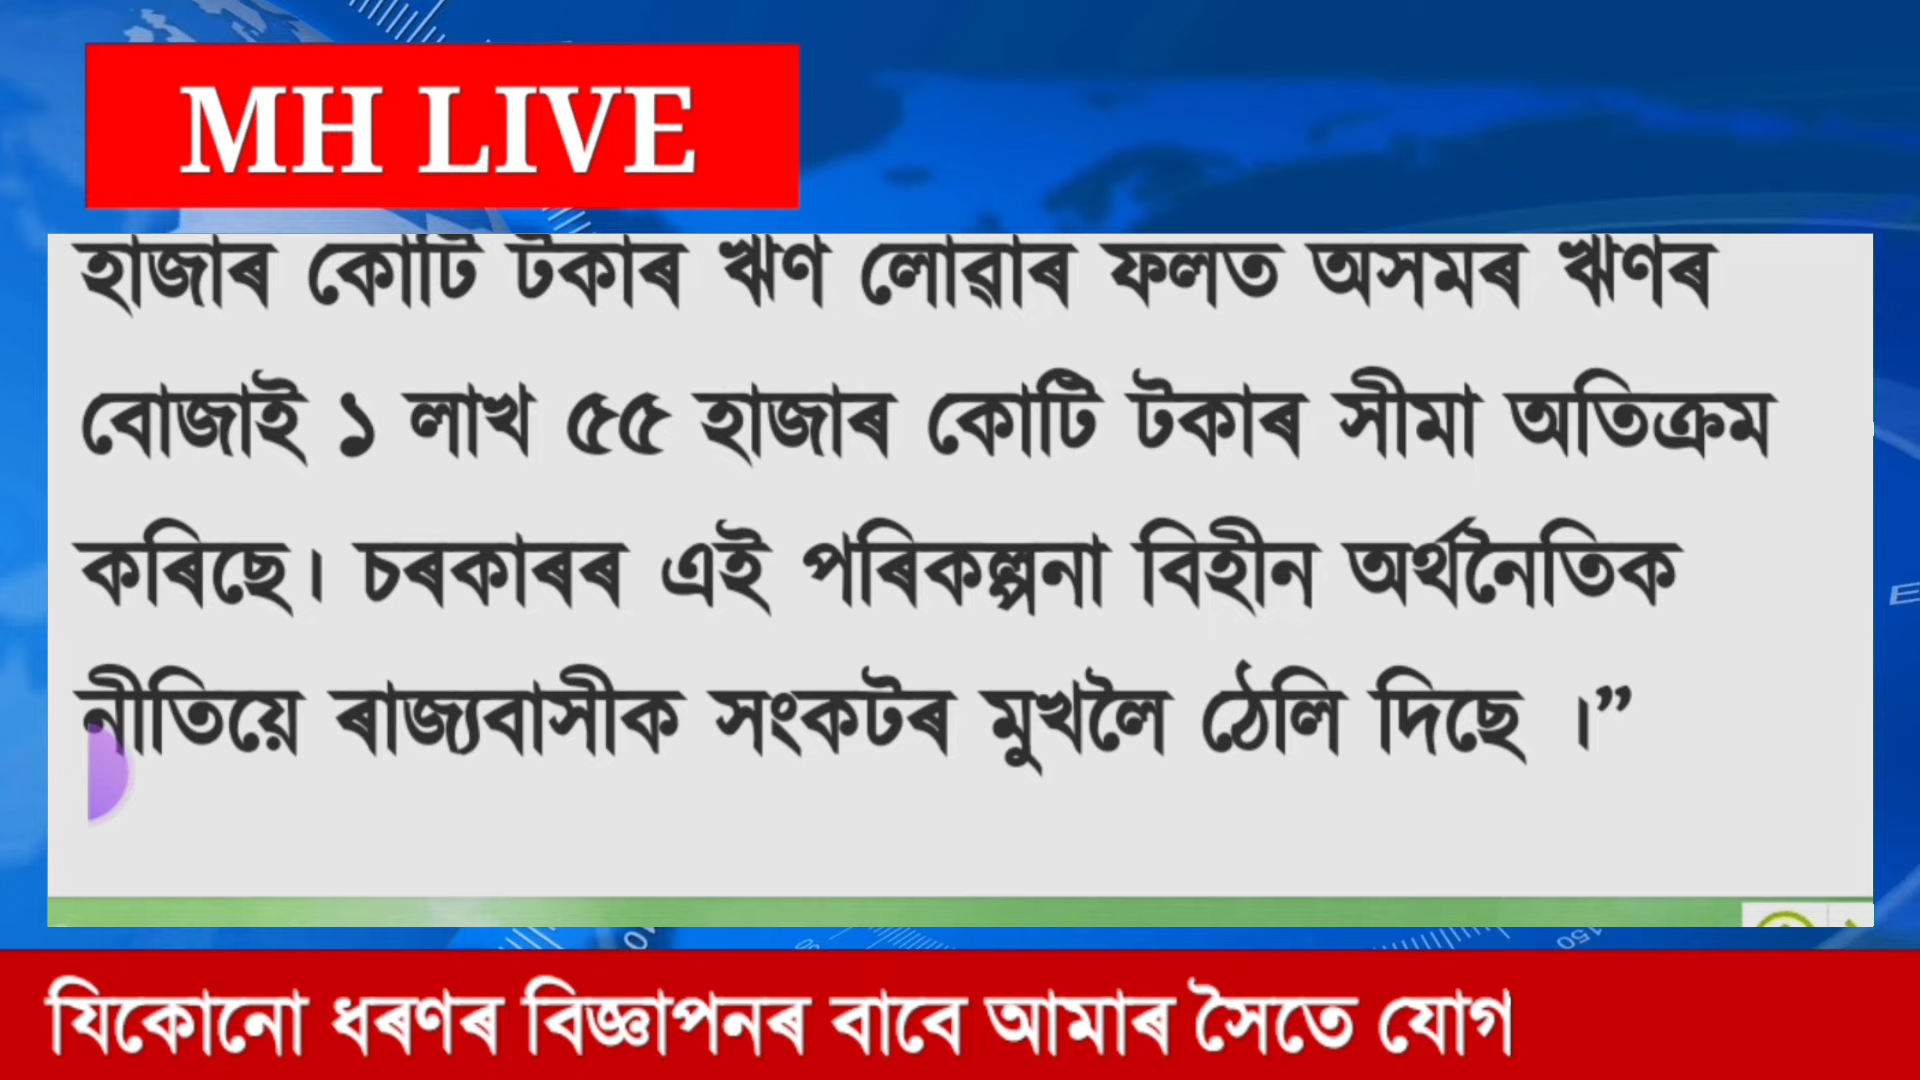 MH LIVE
হাজাৰ কোটি টকাৰ ঋণ লোৱাৰ ফলত অসমৰ ঋণৰ
বোজাই ১ লাখ ৫৫ হাজাৰ কোটি টকাৰ সীমা অতিক্ৰম
কৰিছে। চৰকাৰৰ এই পৰিকল্পনা বিহীন অৰ্থনৈতিক
নীতিয়ে ৰাজ্যবাসীক সংকটৰ মুখলৈ ঠেলি দিছে ।”
যিকোনো ধৰণৰ বিজ্ঞাপনৰ বাবে আমাৰ সৈতে যোগ
150